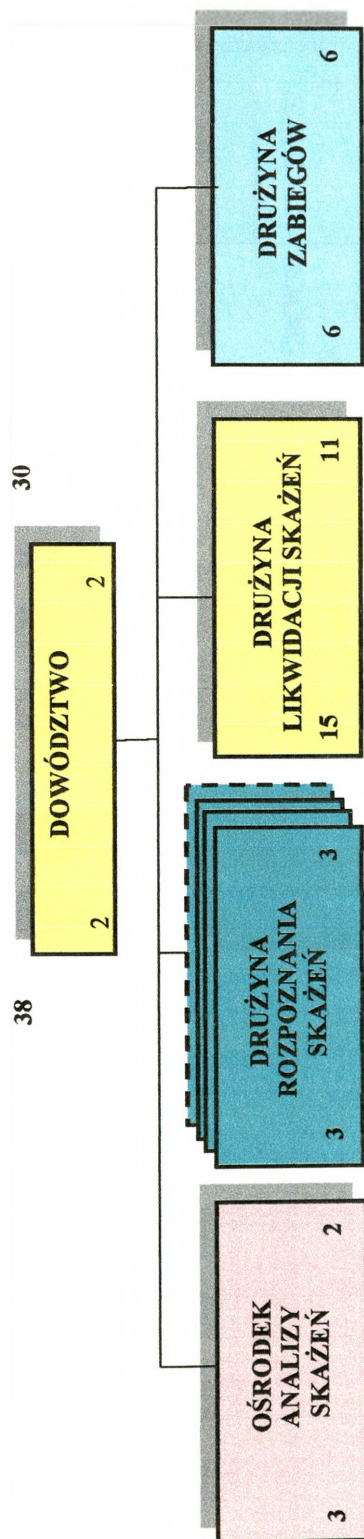 38
30
DOWÓDZTWO
2
2
OŚRODEK
ANALIZY
SKAŻEŃ
3
2
DRUŻYNA
ROZPOZNANIA
SKAŻEŃ
3
3
DRUŻYNA
LIKWIDACJI SKAŻEŃ
15
11
DRUŻYNA
ZABIEGÓW
6
6